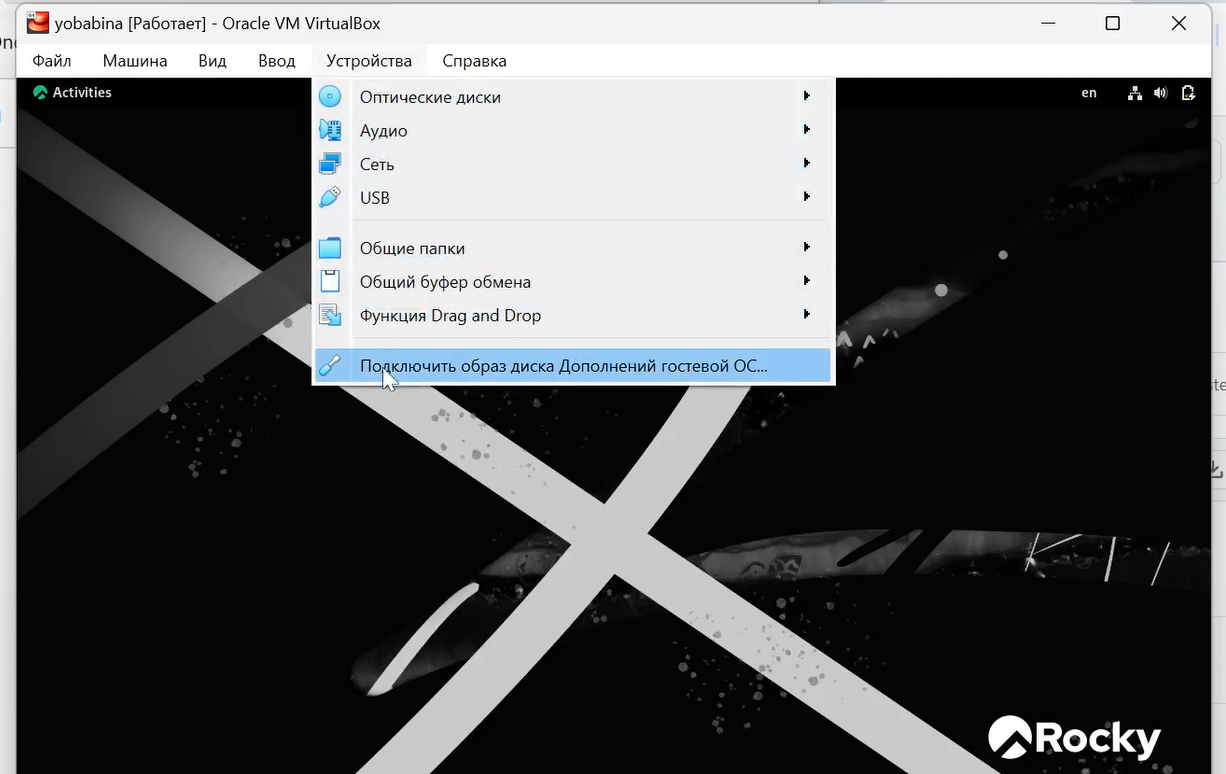 yobabina [Работает] - Oracle VM VirtualBox
Файл Машина Вид Ввод Устройства Справка
Activities
en
Оптические диски
Аудио
Сеть
USB
Общие папки
Общий буфер обмена
Функция Drag and Drop
Подключить образ диска Дополнений гостевой ОС...
Rocky